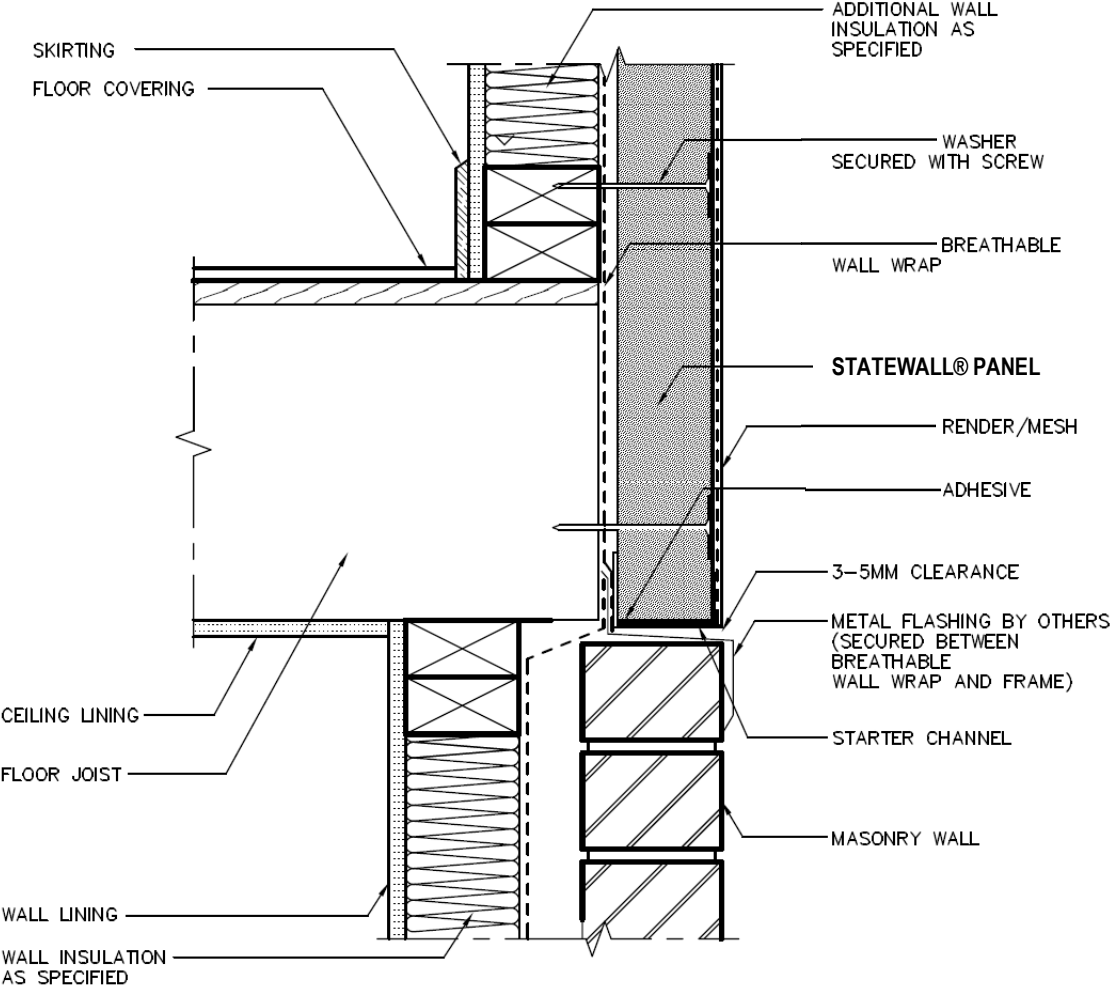 SKIRTING
FLOOR COVERING
ADDITIONAL WALL
INSULATION AS
SPECIFIED
WASHER
SECURED WITH SCREW
BREATHABLE
WALL WRAP
STATEWALL® PANEL
RENDER/MESH
ADHESIVE
3-5MM CLEARANCE
METAL FLASHING BY OTHERS
(SECURED BETWEEN
BREATHABLE
WALL WRAP AND FRAME)
STARTER CHANNEL
MASONRY WALL
CEILING LINING
FLOOR JOIST
WALL LINING
WALL INSULATION
AS SPECIFIED